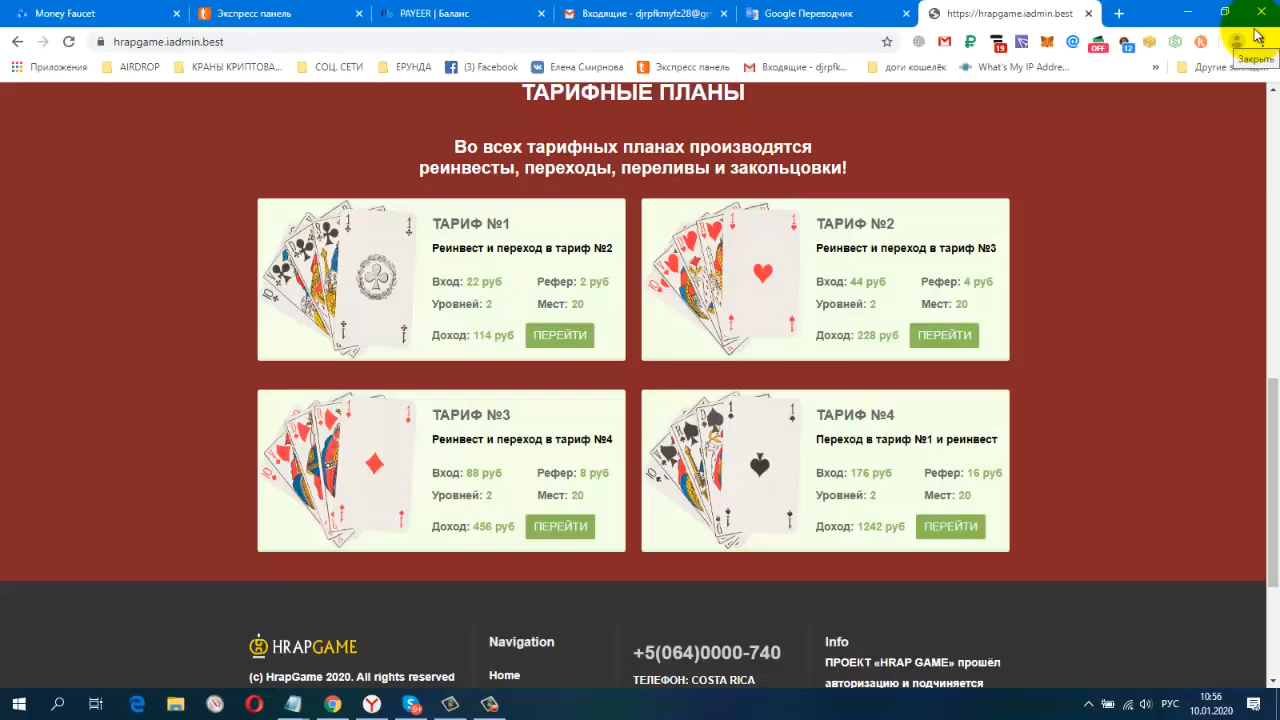 Money Faucet
Экспресс панель
PAYEER | Баланс
Входящие - djrpfkmyfz28@gm
Google Переводчик
https://hrapgame.iadmin.best
hrapgame.iadmin.best
19
OFF
12
Закрыть
Приложения
AIRDROP
КРАНЫ КРИПТОВА...
СОЦ. СЕТИ
ЕРУНДА
(3) Facebook
Елена Смирнова
Экспресс панель
Входящие - djrpfk...
доги кошелёк
What's My IP Addre...
»
Другие закладки
ТАРИФНЫЕ ПЛАНЫ
Во всех тарифных планах производятся
реинвесты, переходы, переливы и закольцовки!
ТАРИФ №1
Реинвест и переход в тариф №2
Вход: 22 руб Рефер: 2 руб
Уровней: 2 Мест: 20
Доход: 114 руб ПЕРЕЙТИ
ТАРИФ №2
Реинвест и переход в тариф №3
Вход: 44 руб Рефер: 4 руб
Уровней: 2 Мест: 20
Доход: 228 руб ПЕРЕЙТИ
ТАРИФ №3
Реинвест и переход в тариф №4
Вход: 88 руб Рефер: 8 руб
Уровней: 2 Мест: 20
Доход: 456 руб ПЕРЕЙТИ
ТАРИФ №4
Переход в тариф №1 и реинвест
Вход: 176 руб Рефер: 16 руб
Уровней: 2 Мест: 20
Доход: 1242 руб ПЕРЕЙТИ
HRAPGAME
(c) HrapGame 2020. All rights reserved
Navigation
Home
+5(064)0000-740
ТЕЛЕФОН: COSTA RICA
Info
ПРОЕКТ «HRAP GAME» прошёл
авторизацию и подчиняется
РУС
10:56
10.01.2020